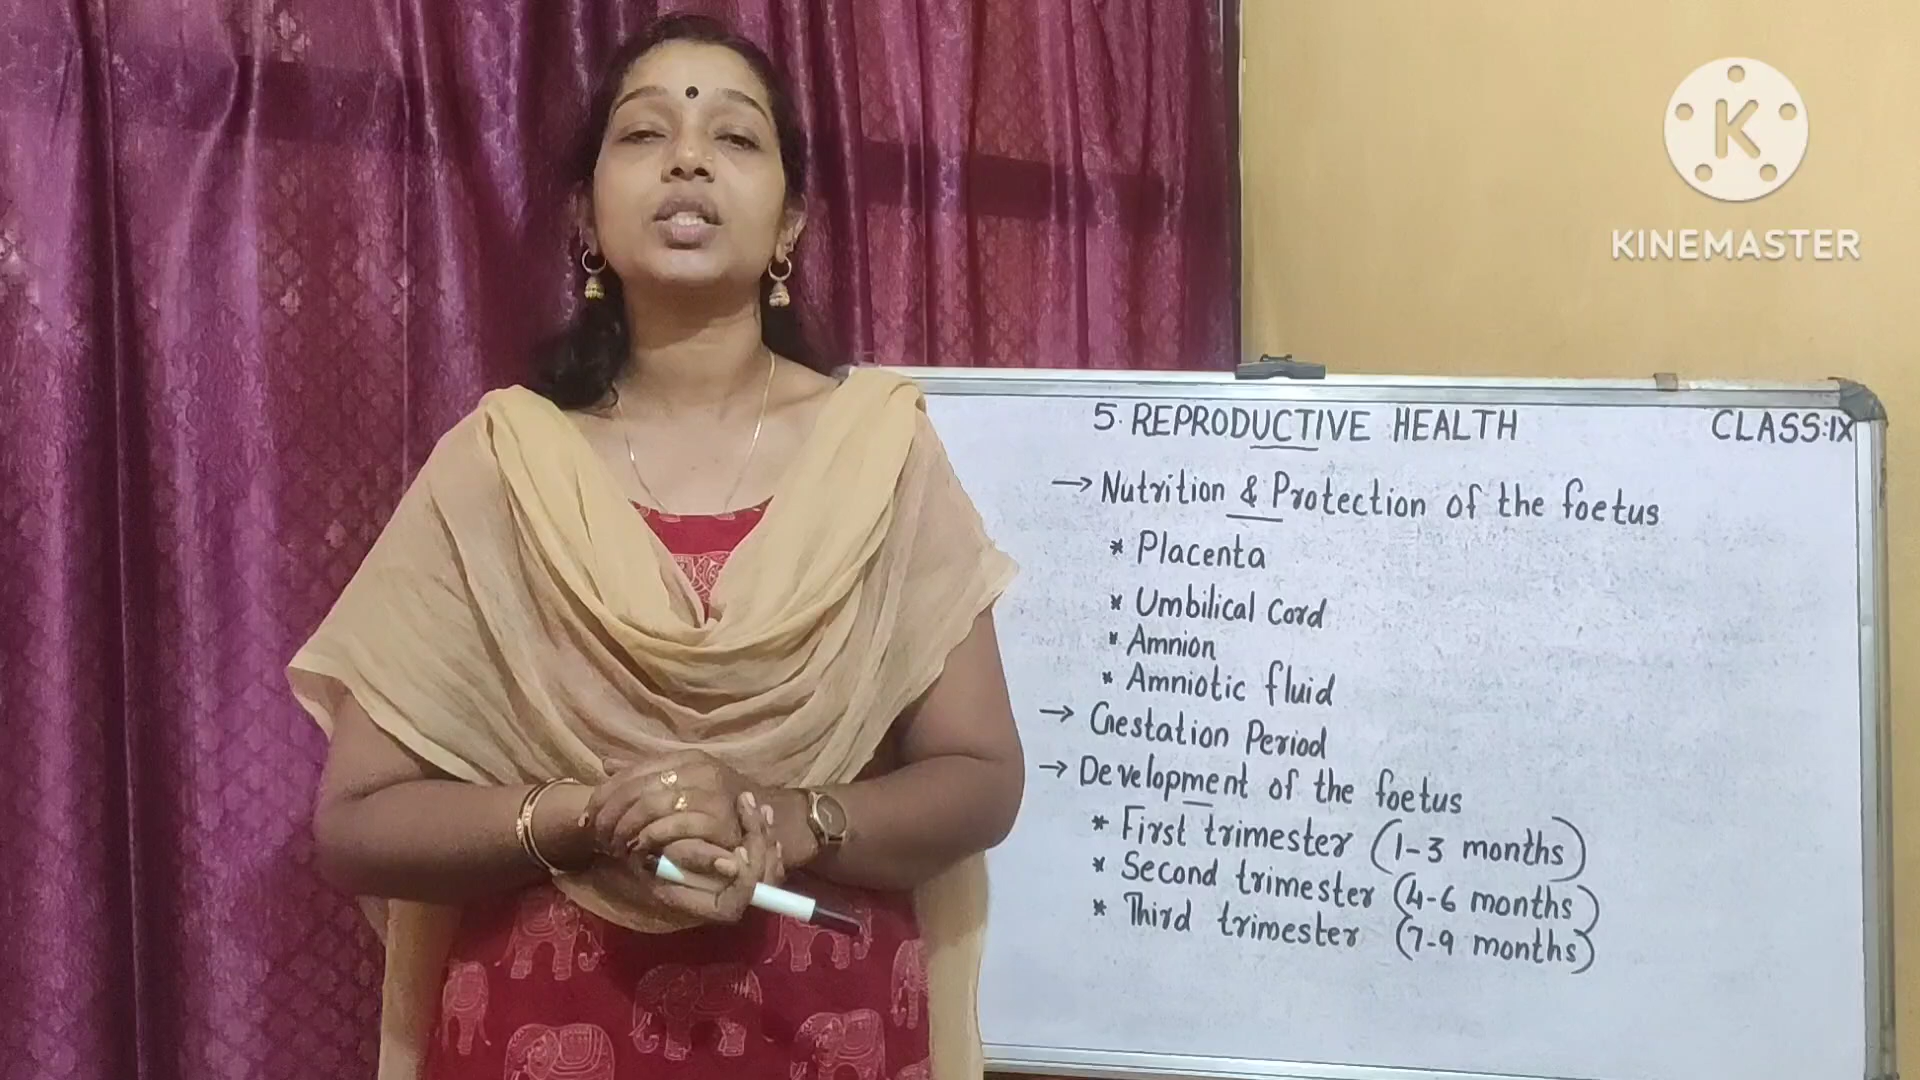 K
KINEMASTER
5. REPRODUCTIVE HEALTH CLASS:IX
→ Nutrition & Protection of the foetus
* Placenta
* Umbilical Cord
* Amnion
* Amniotic fluid
→ Gestation Period
→ Development of the foetus
* First trimester (1-3 months)
* Second trimester (4-6 months)
* Third trimester (7-9 months)